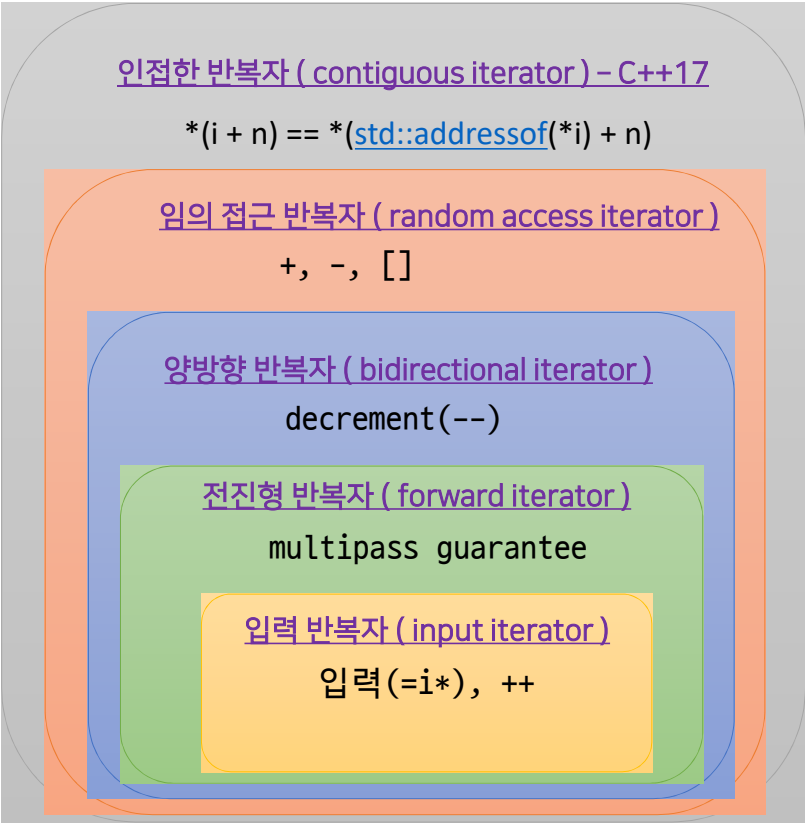 인접한 반복자 ( contiguous iterator ) – C++17
*(i + n) == *(std::addressof(*i) + n)
임의 접근 반복자 ( random access iterator )
+, -, []
양방향 반복자 ( bidirectional iterator )
decrement(--)
전진형 반복자 ( forward iterator )
multipass guarantee
입력 반복자 ( input iterator )
입력(=i*), ++